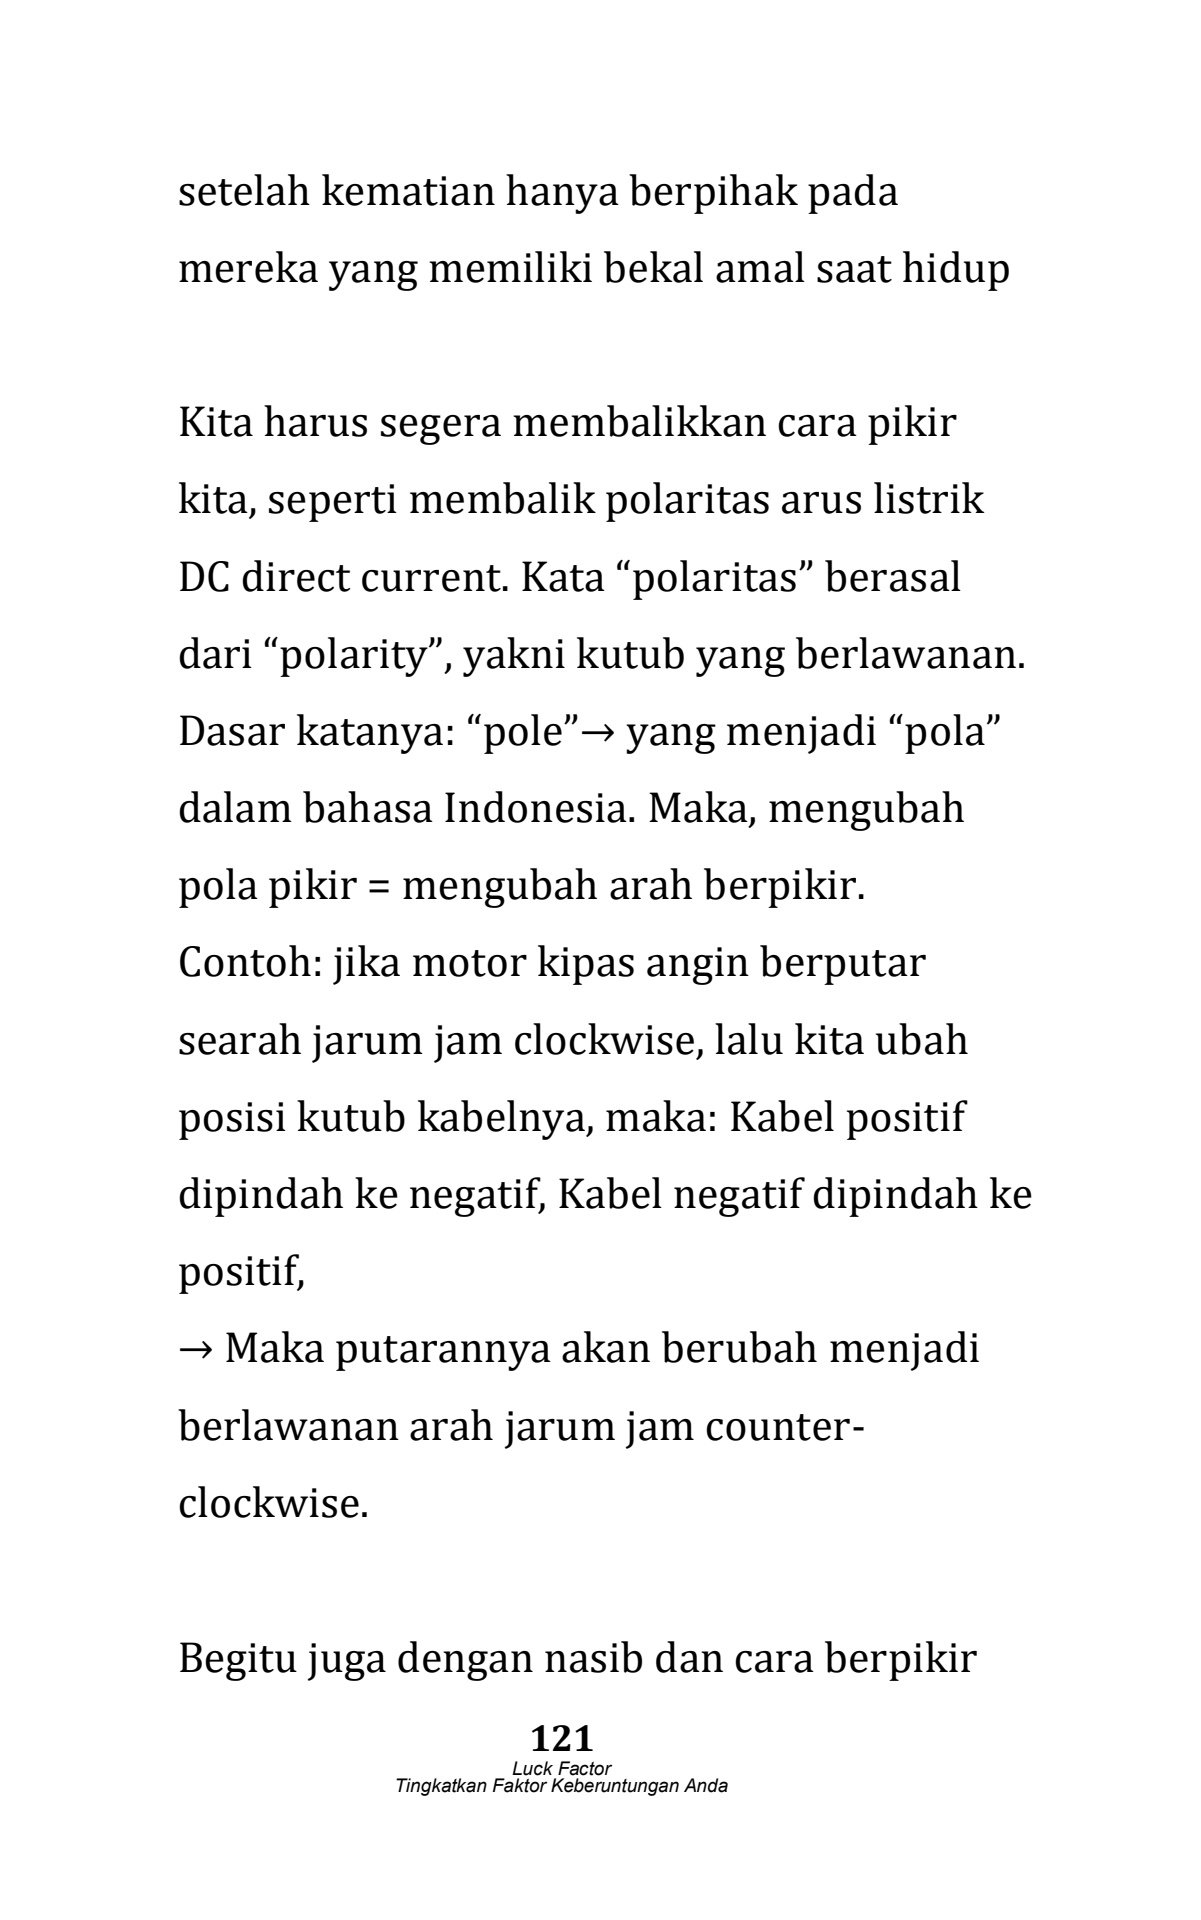 setelah kematian hanya berpihak pada
mereka yang memiliki bekal amal saat hidup
Kita harus segera membalikkan cara pikir
kita, seperti membalik polaritas arus listrik
DC direct current. Kata “polaritas” berasal
dari “polarity”, yakni kutub yang berlawanan.
Dasar katanya: “pole”→ yang menjadi “pola”
dalam bahasa Indonesia. Maka, mengubah
pola pikir = mengubah arah berpikir.
Contoh: jika motor kipas angin berputar
searah jarum jam clockwise, lalu kita ubah
posisi kutub kabelnya, maka: Kabel positif
dipindah ke negatif, Kabel negatif dipindah ke
positif,
→ Maka putarannya akan berubah menjadi
berlawanan arah jarum jam counter-
clockwise.
Begitu juga dengan nasib dan cara berpikir
121
Luck Factor
Tingkatkan Faktor Keberuntungan Anda